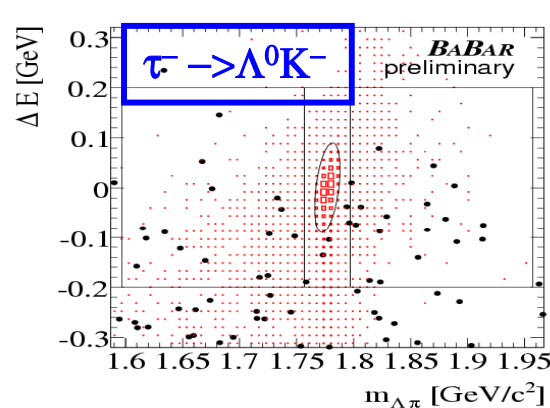 0.3
0.2
0.1
0
-0.1
-0.2
-0.3
ΔE [GeV]
τ⁻ —>Λ⁰K⁻
BABAR
preliminary
1.6 1.65 1.7 1.75 1.8 1.85 1.9 1.95
m_Λπ [GeV/c²]